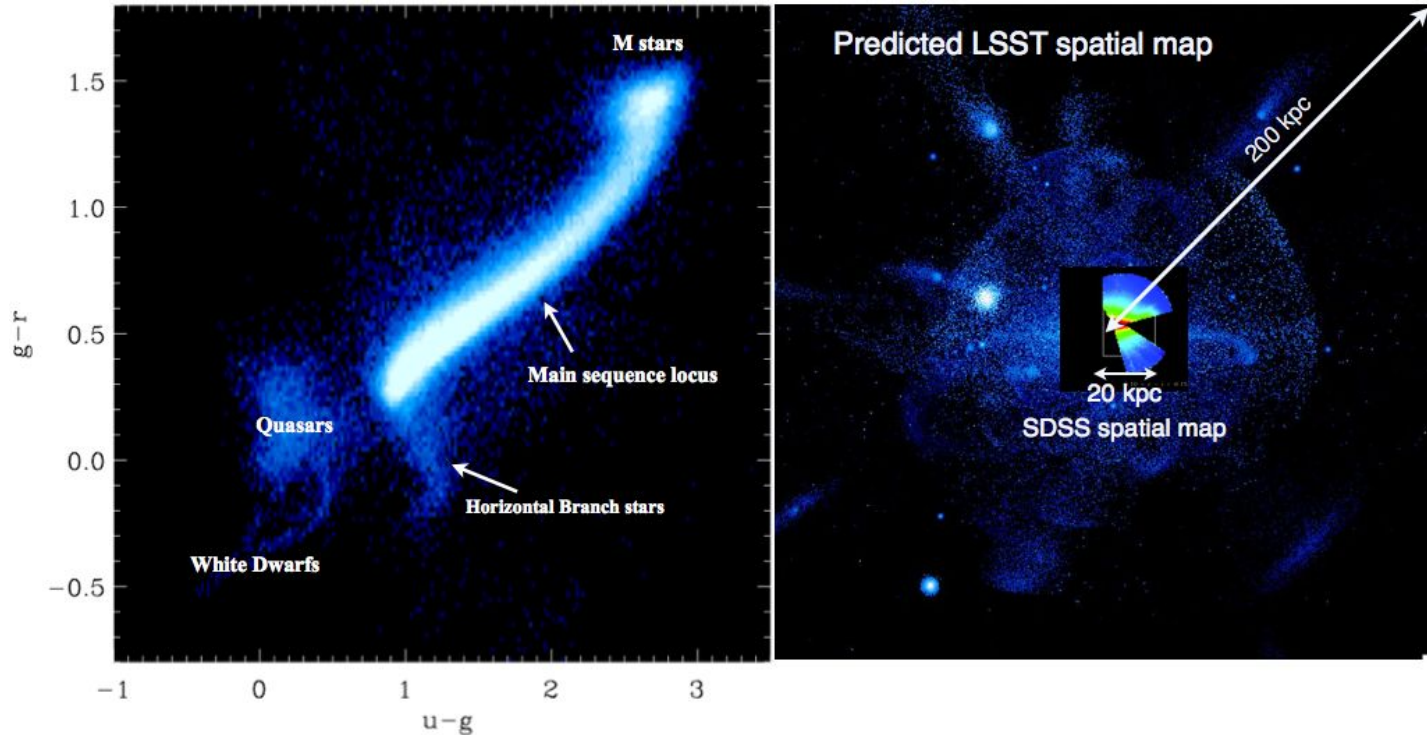 M stars
1.5
1.0
g-r
0.5
Main sequence locus
Quasars
0.0
Horizontal Branch stars
White Dwarfs
-0.5
-1
0
1
2
3
u-g
Predicted LSST spatial map
200 kpc
20 kpc
SDSS spatial map